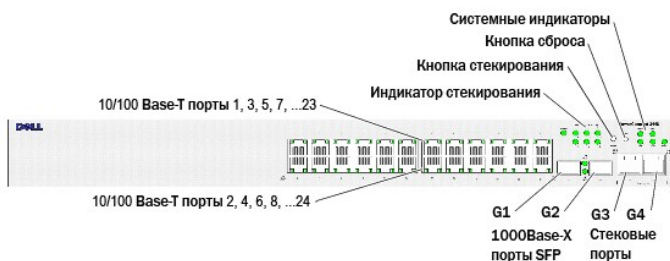 Системные индикаторы
Кнопка сброса
Кнопка стекирования
Индикатор стекирования
10/100 Base-T порты 1, 3, 5, 7, ...23
DELL
10/100 Base-T порты 2, 4, 6, 8, ...24
G1 G2 G3 G4
1000Base-X Стековые
порты SFP порты